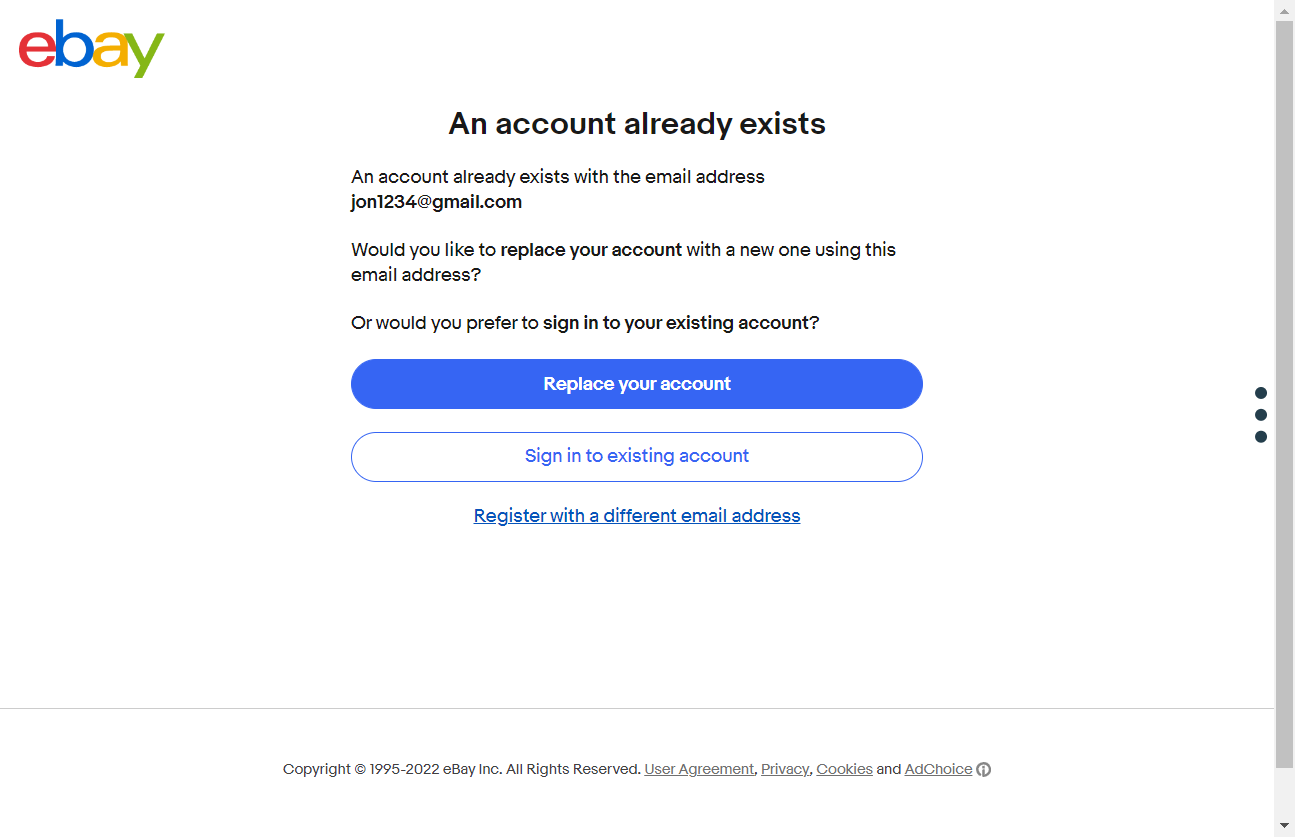 ebay
An account already exists
An account already exists with the email address
jon1234@gmail.com
Would you like to replace your account with a new one using this
email address?
Or would you prefer to sign in to your existing account?
Replace your account
Sign in to existing account
Register with a different email address
Copyright © 1995-2022 eBay Inc. All Rights Reserved. User Agreement, Privacy, Cookies and AdChoice